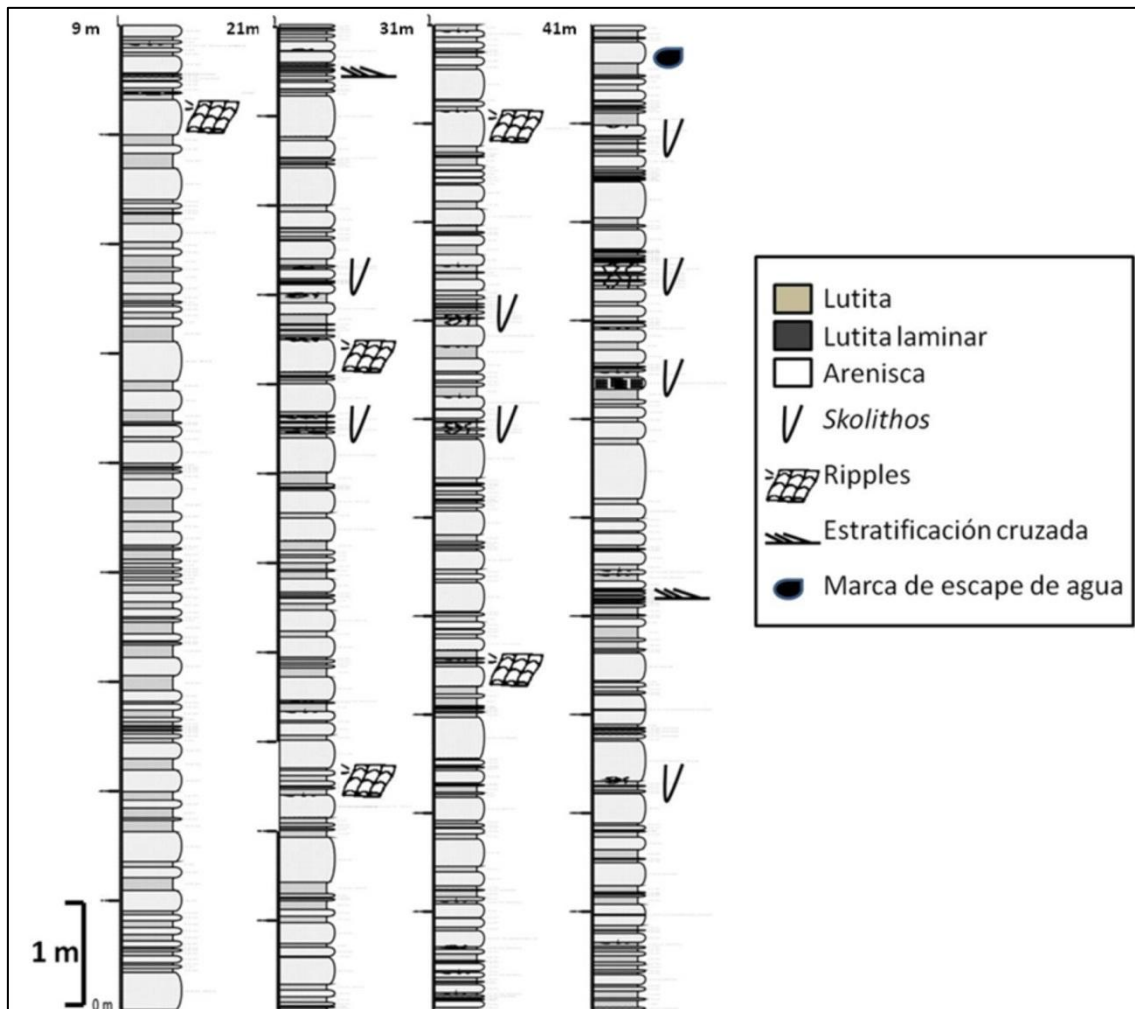 9 m
21m
31m
41m
Lutita
Lutita laminar
Arenisca
Skolithos
Ripples
Estratificación cruzada
Marca de escape de agua
1 m
0 m